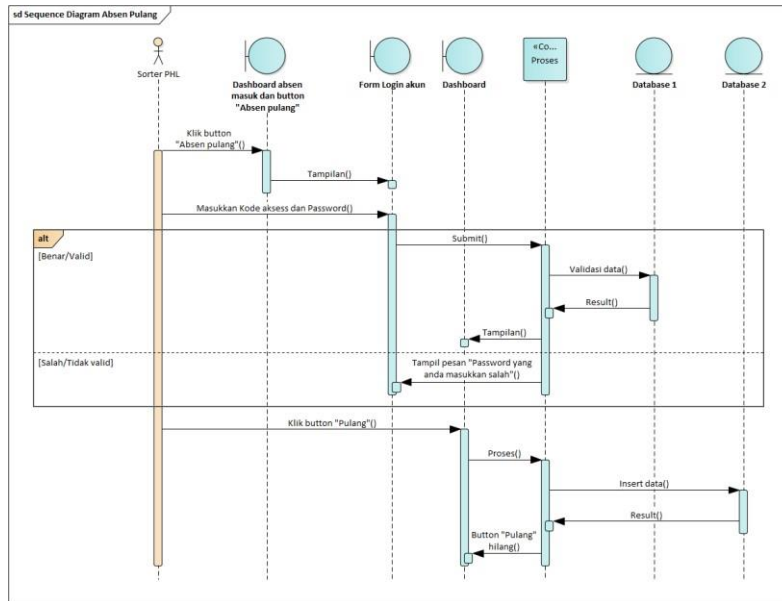 sd Sequence Diagram Absen Pulang
Sorter PHL
Dashboard absen
masuk dan button
"Absen pulang"
Form Login akun
Dashboard
«Co...
Proses
Database 1
Database 2
Klik button
"Absen pulang"()
Tampilan()
Masukkan Kode aksess dan Password()
alt
[Benar/Valid]
Submit()
Validasi data()
Result()
Tampilan()
[Salah/Tidak valid]
Tampil pesan "Password yang
anda masukkan salah"()
Klik button "Pulang"()
Proses()
Insert data()
Result()
Button "Pulang"
hilang()